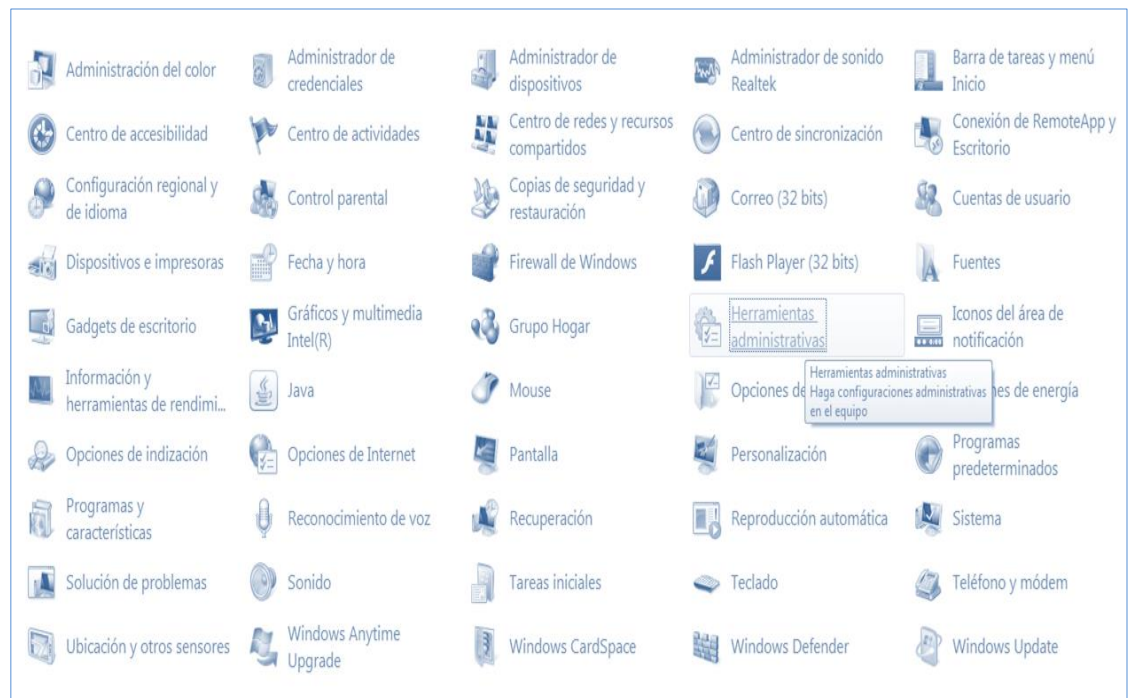 Administración del color
Administrador de
credenciales
Administrador de
dispositivos
Administrador de sonido
Realtek
Barra de tareas y menú
Inicio
Centro de accesibilidad
Centro de actividades
Centro de redes y recursos
compartidos
Centro de sincronización
Conexión de RemoteApp y
Escritorio
Configuración regional y
de idioma
Control parental
Copias de seguridad y
restauración
Correo (32 bits)
Cuentas de usuario
Dispositivos e impresoras
Fecha y hora
Firewall de Windows
Flash Player (32 bits)
Fuentes
Gadgets de escritorio
Gráficos y multimedia
Intel(R)
Grupo Hogar
Herramientas
administrativas
Iconos del área de
notificación
Información y
herramientas de rendimi...
Java
Mouse
Opciones de
Herramientas administrativas
Haga configuraciones administrativas
en el equipo
es de energía
Opciones de indización
Opciones de Internet
Pantalla
Personalización
Programas
predeterminados
Programas y
características
Reconocimiento de voz
Recuperación
Reproducción automática
Sistema
Solución de problemas
Sonido
Tareas iniciales
Teclado
Teléfono y módem
Ubicación y otros sensores
Windows Anytime
Upgrade
Windows CardSpace
Windows Defender
Windows Update